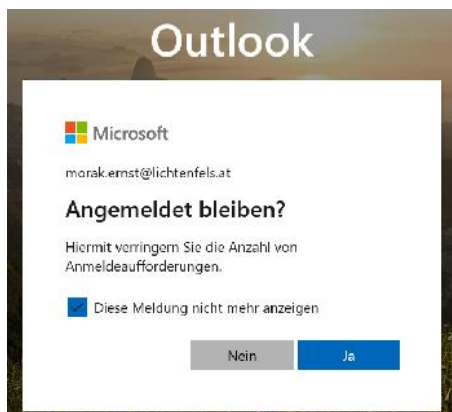 Outlook
Microsoft
morak.ernst@lichtenfels.at
Angemeldet bleiben?
Hiermit verringern Sie die Anzahl von
Anmeldeaufforderungen.
Diese Meldung nicht mehr anzeigen
Nein
Ja